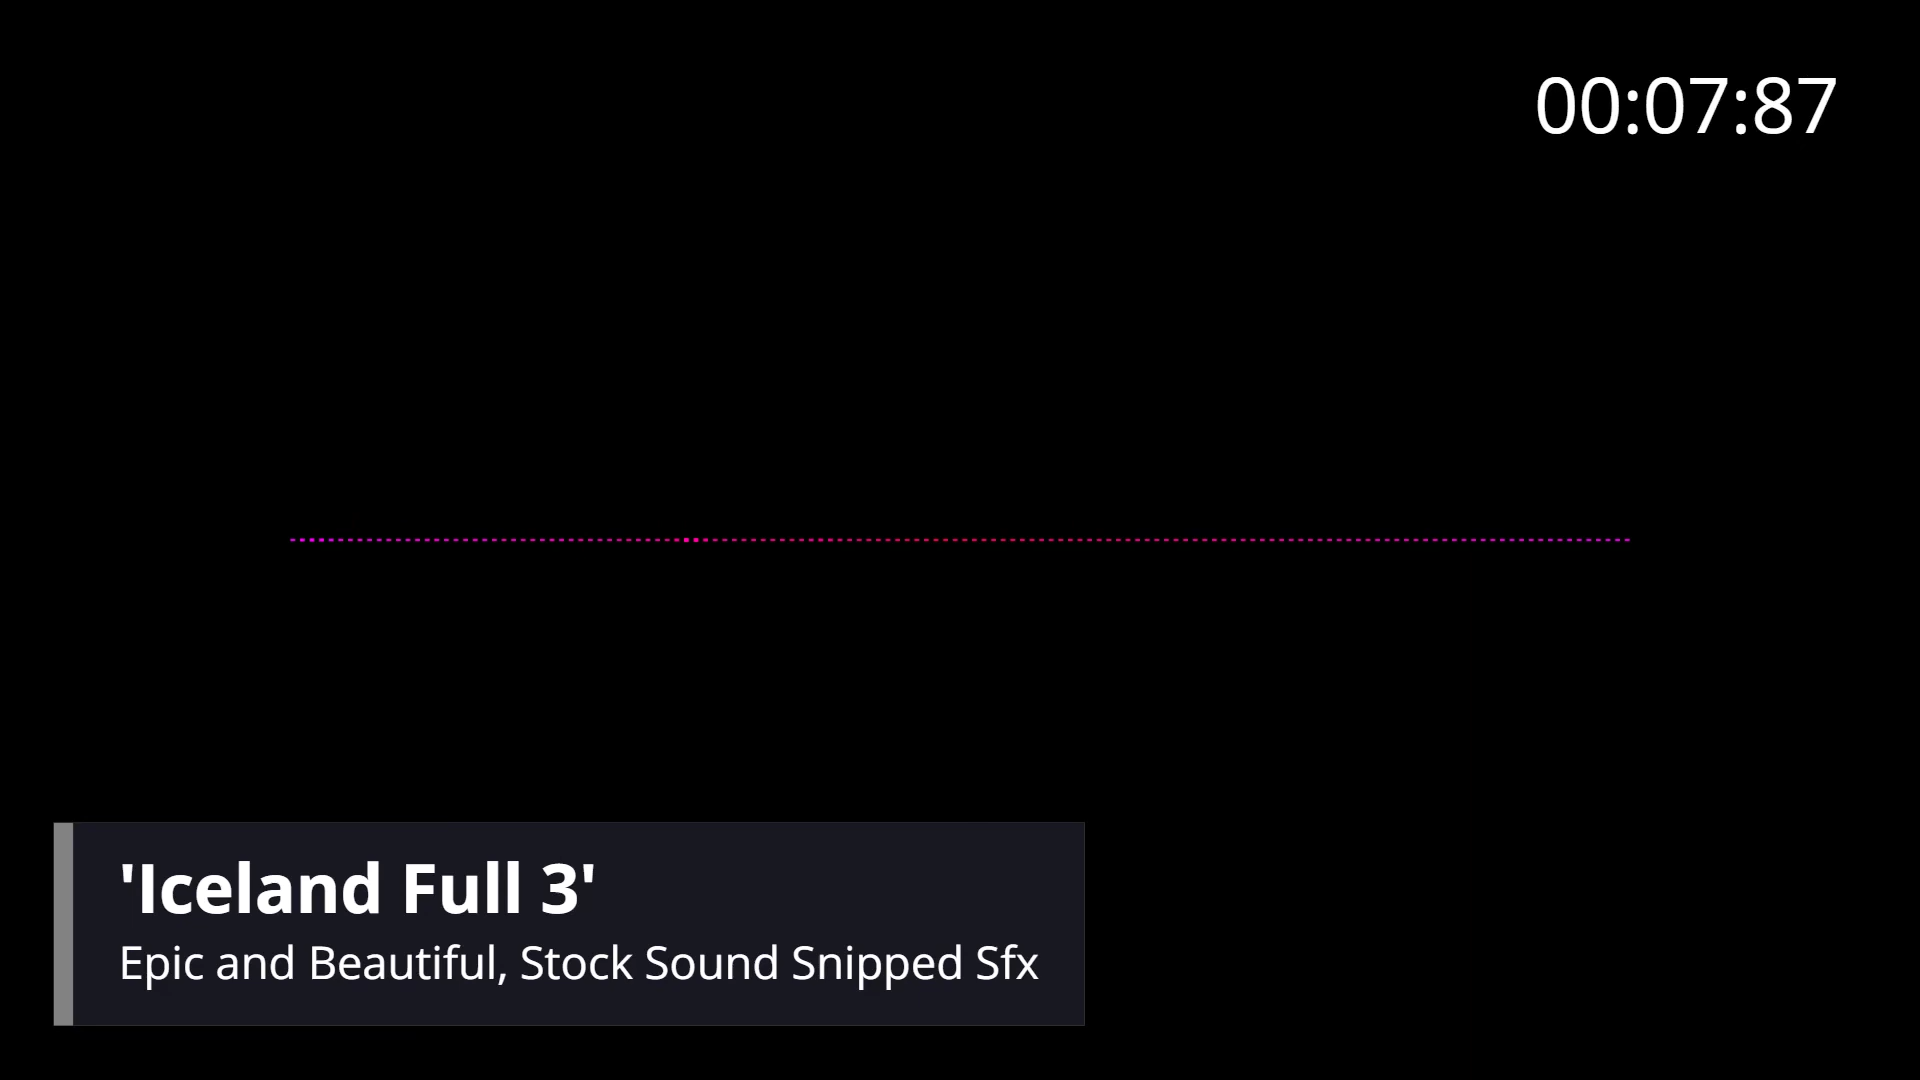 00:07:87
'Iceland Full 3'
Epic and Beautiful, Stock Sound Snipped Sfx